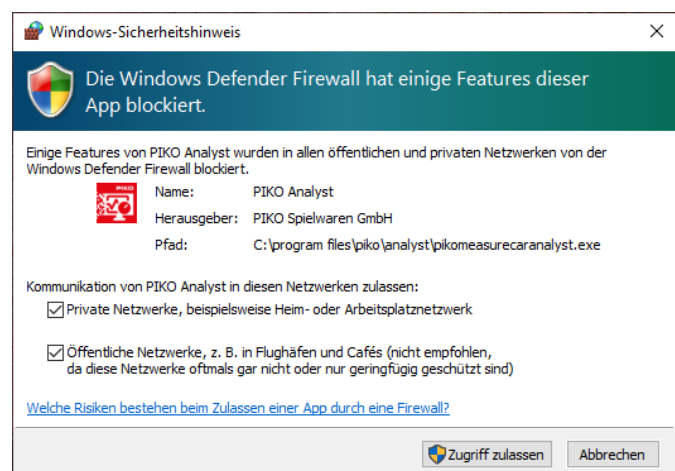 Windows-Sicherheitshinweis
Die Windows Defender Firewall hat einige Features dieser
App blockiert.
Einige Features von PIKO Analyst wurden in allen öffentlichen und privaten Netzwerken von der
Windows Defender Firewall blockiert.
PIKO
Name: PIKO Analyst
Herausgeber: PIKO Spielwaren GmbH
Pfad: C:\program files\piko\analyst\pikomeasurecaranalyst.exe
Kommunikation von PIKO Analyst in diesen Netzwerken zulassen:
Private Netzwerke, beispielsweise Heim- oder Arbeitsplatznetzwerk
Öffentliche Netzwerke, z. B. in Flughäfen und Cafés (nicht empfohlen,
da diese Netzwerke oftmals gar nicht oder nur geringfügig geschützt sind)
Welche Risiken bestehen beim Zulassen einer App durch eine Firewall?
Zugriff zulassen Abbrechen